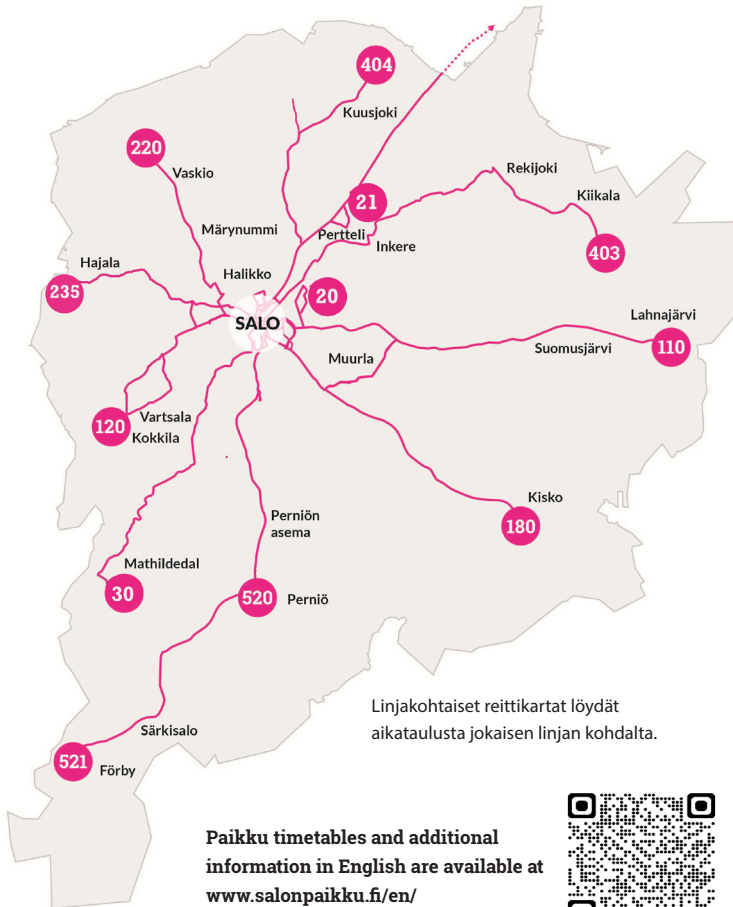 404
Kuusjoki
220
Vaskio
Rekijoki
Kiikala
21
Märynummi
Pertteli
Inkere
403
Hajala
Halikko
235
20
SALO
Lahnajärvi
110
Suomusjärvi
Muurla
120
Vartsala
Kokkila
Kisko
180
Perniön
asema
Mathildedal
30
520
Perniö
Linjakohtaiset reittikartat löydät
aikataulusta jokaisen linjan kohdalta.
Särkisalo
521
Förby
Paikku timetables and additional
information in English are available at
www.salonpaikku.fi/en/